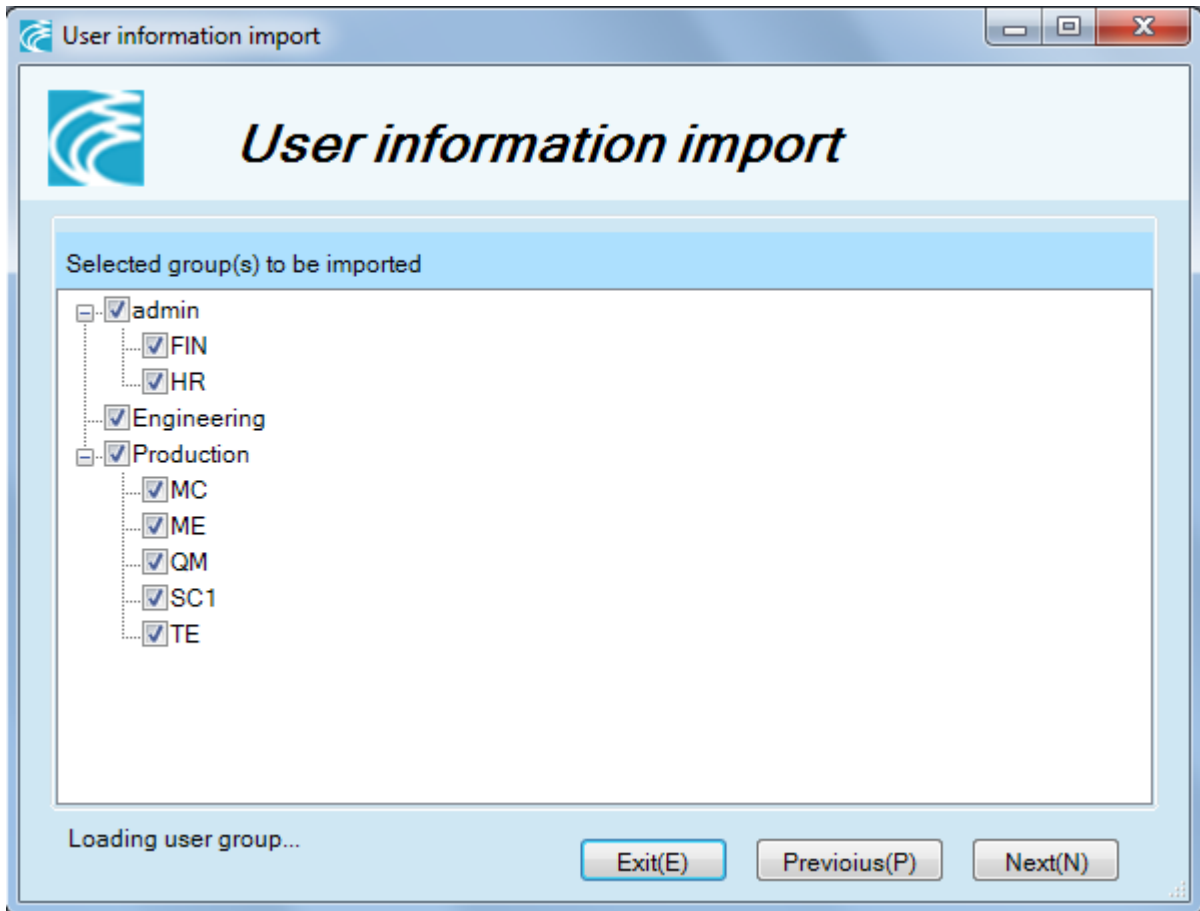 User information import
User information import
Selected group(s) to be imported
admin
FIN
HR
Engineering
Production
MC
ME
QM
SC1
TE
Loading user group...
Exit(E) Previoius(P) Next(N)